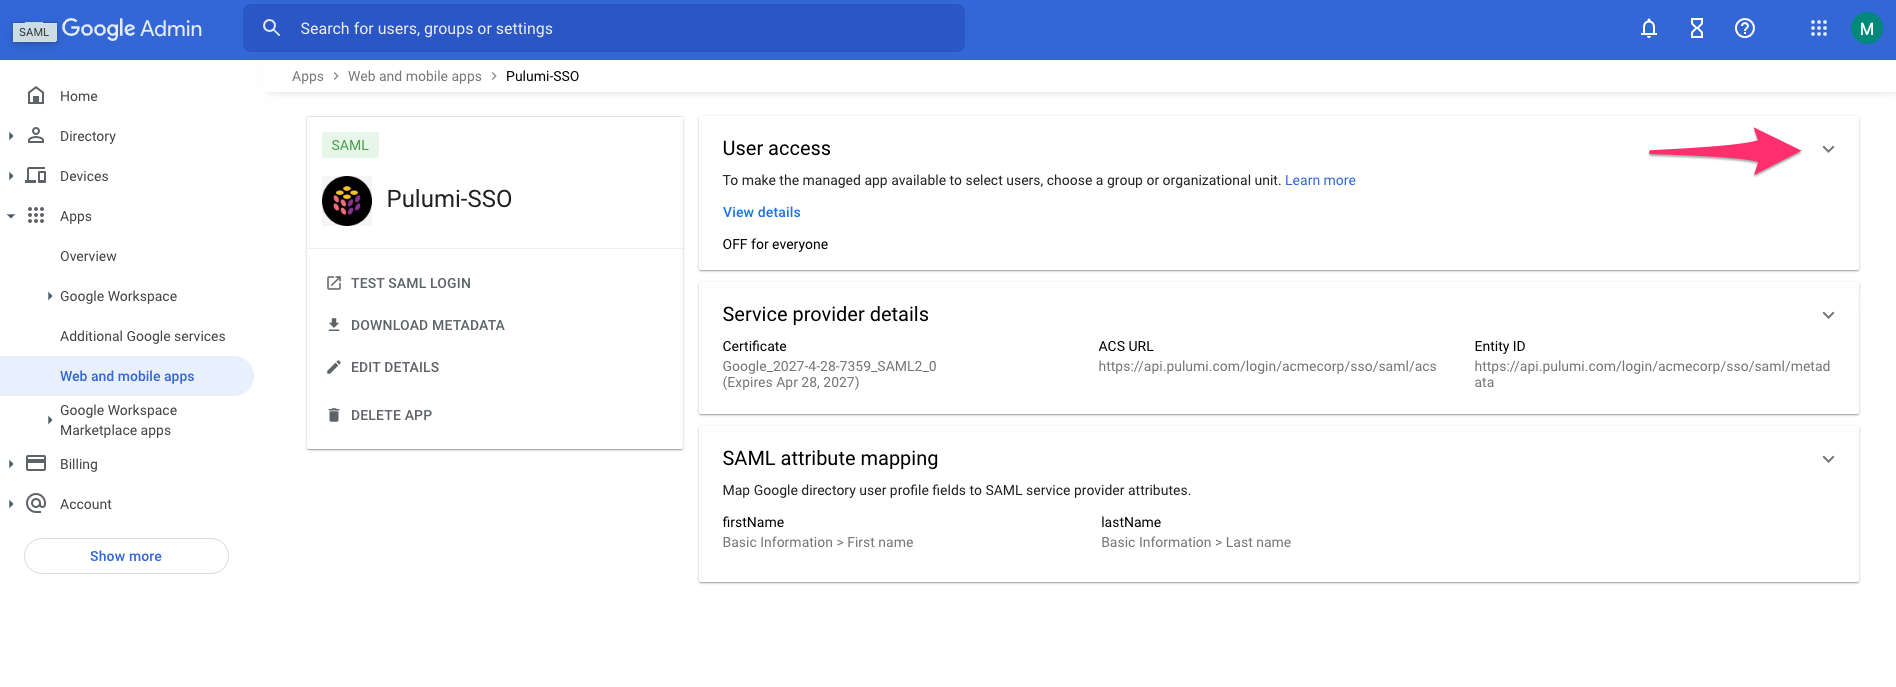 SAML
Google Admin
Search for users, groups or settings
M
Apps > Web and mobile apps > Pulumi-SSO
Home
Directory
Devices
Apps
Overview
Google Workspace
Additional Google services
Web and mobile apps
Google Workspace
Marketplace apps
Billing
Account
Show more
SAML
Pulumi-SSO
TEST SAML LOGIN
DOWNLOAD METADATA
EDIT DETAILS
DELETE APP
User access
To make the managed app available to select users, choose a group or organizational unit. Learn more
View details
OFF for everyone
Service provider details
Certificate
Google_2027-4-28-7359_SAML2_0
(Expires Apr 28, 2027)
ACS URL
https://api.pulumi.com/login/acmecorp/sso/saml/acs
Entity ID
https://api.pulumi.com/login/acmecorp/sso/saml/metad
ata
SAML attribute mapping
Map Google directory user profile fields to SAML service provider attributes.
firstName
Basic Information > First name
lastName
Basic Information > Last name